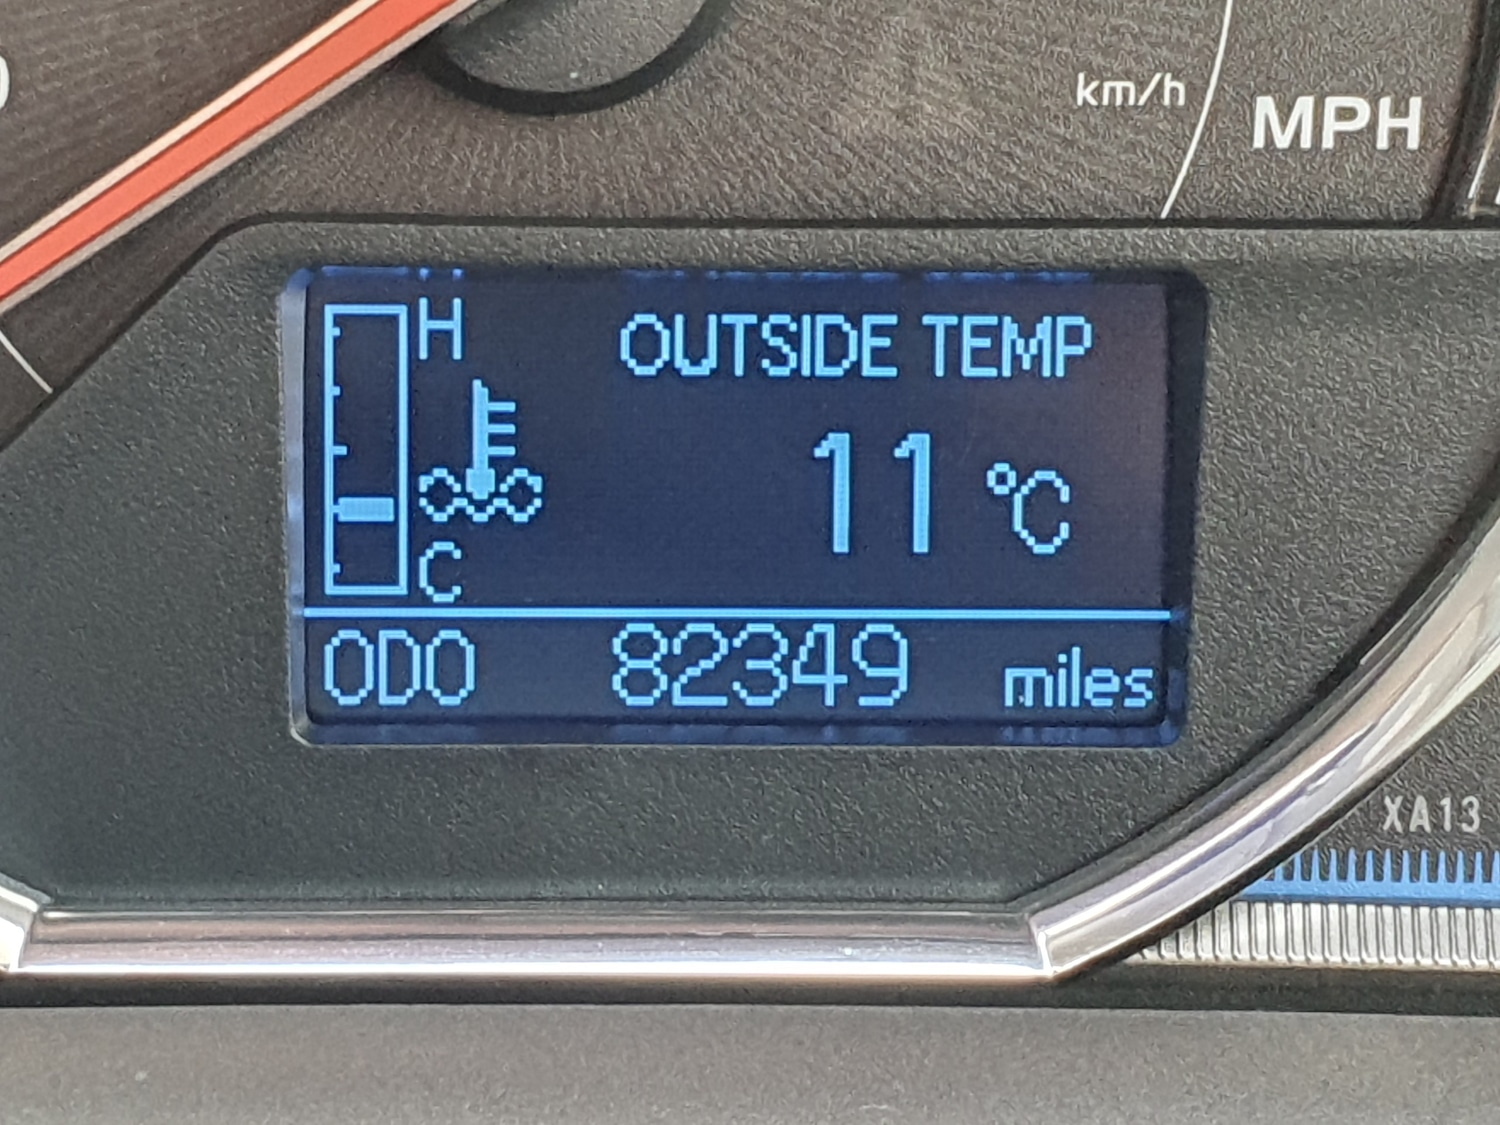 km/h
MPH
H
OUTSIDE TEMP
11 °C
C
ODO 82349 miles
XA13